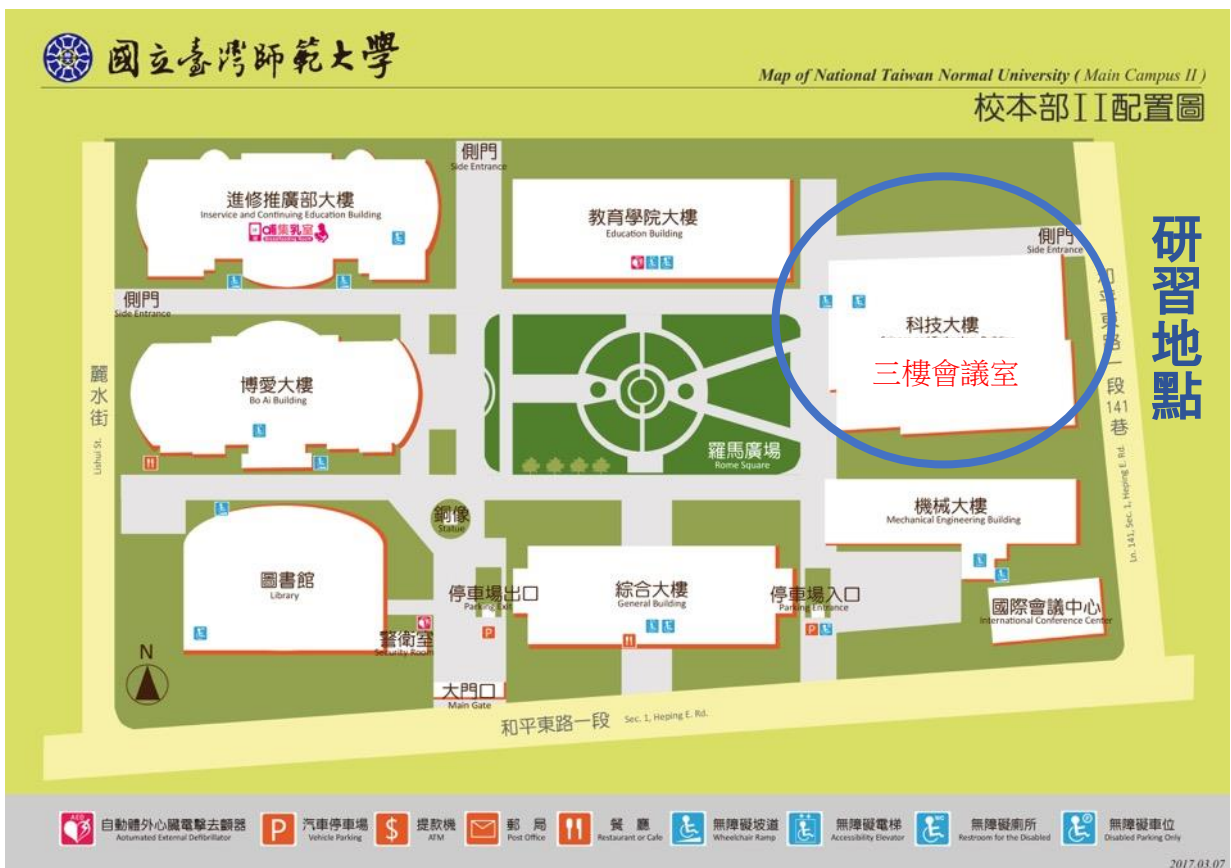 國立臺灣師範大學
Map of National Taiwan Normal University ( Main Campus II )
校本部II配置圖
側門
Side Entrance
進修推廣部大樓
Inservice and Continuing Education Building
哺集乳室
教育學院大樓
Education Building
側門
Side Entrance
研習地點
側門
Side Entrance
科技大樓
三樓會議室
和平東路一段141巷
Ln. 141, Sec. 1, Heping E. Rd.
麗水街
Lishui St.
博愛大樓
Bo Ai Building
羅馬廣場
Rome Square
銅像
Statue
機械大樓
Mechanical Engineering Building
圖書館
Library
停車場出口
Parking Exit
綜合大樓
General Building
停車場入口
Parking Entrance
國際會議中心
International Conference Center
警衛室
Security Room
N
大門口
Main Gate
和平東路一段 Sec. 1, Heping E. Rd.
AED 自動體外心臟電擊去顫器
Automated External Defibrillator
P 汽車停車場
Vehicle Parking
$ 提款機
ATM
郵局
Post Office
餐廳
Restaurant or Cafe
無障礙坡道
Wheelchair Ramp
無障礙電梯
Accessibility Elevator
無障礙廁所
Restroom for the Disabled
無障礙車位
Disabled Parking Only
2017.03.07